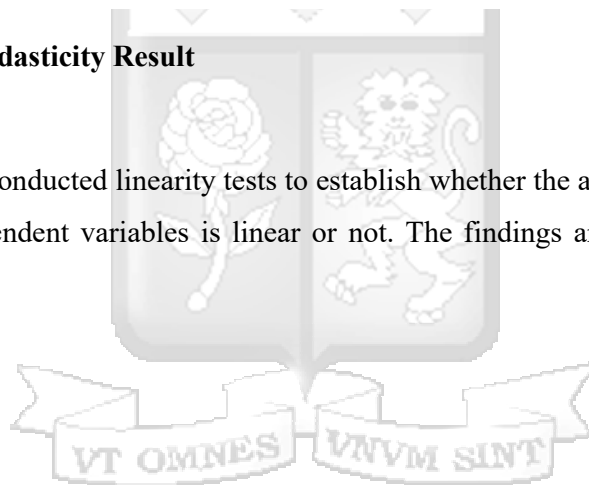 dasticity Result
onducted linearity tests to establish whether the a
endent variables is linear or not. The findings a
VT OMNES VNVM SINT